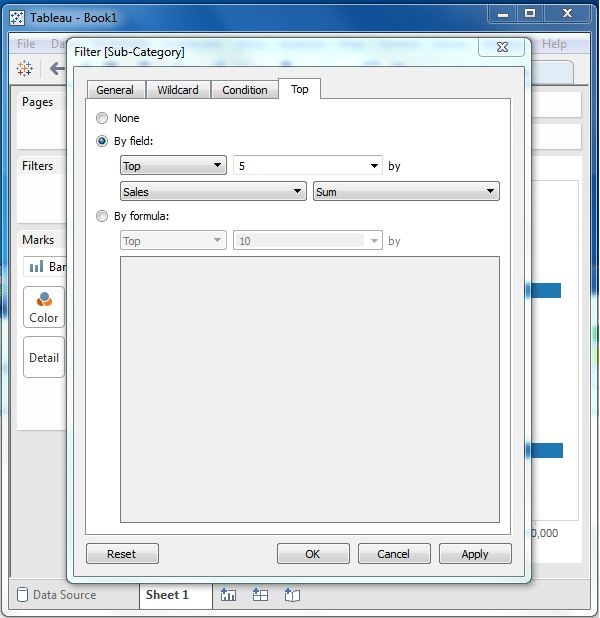 Tableau - Book1
File
Help
Filter [Sub-Category]
General Wildcard Condition Top
Pages
None
By field:
Top 5 by
Filters
Sales Sum
By formula:
Top 10 by
Marks
Bar
Color
Detail
0,000
Reset OK Cancel Apply
Data Source Sheet 1